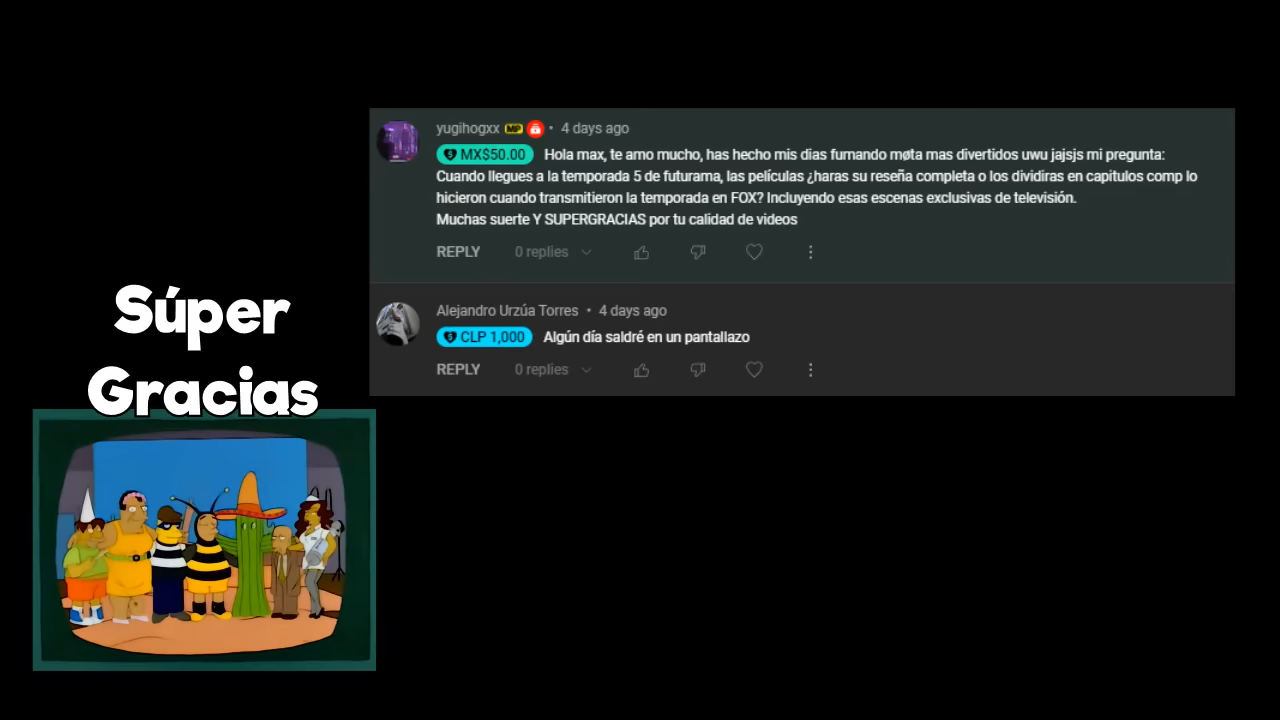 yugihogxx MP • 4 days ago
MX$50.00 Hola max, te amo mucho, has hecho mis dias fumando møta mas divertidos uwu jajsjs mi pregunta:
Cuando llegues a la temporada 5 de futurama, las películas ¿haras su reseña completa o los dividiras en capitulos comp lo
hicieron cuando transmitieron la temporada en FOX? Incluyendo esas escenas exclusivas de televisión.
Muchas suerte Y SUPERGRACIAS por tu calidad de videos
REPLY 0 replies
Alejandro Urzúa Torres • 4 days ago
CLP 1,000 Algún día saldré en un pantallazo
REPLY 0 replies
Súper
Gracias